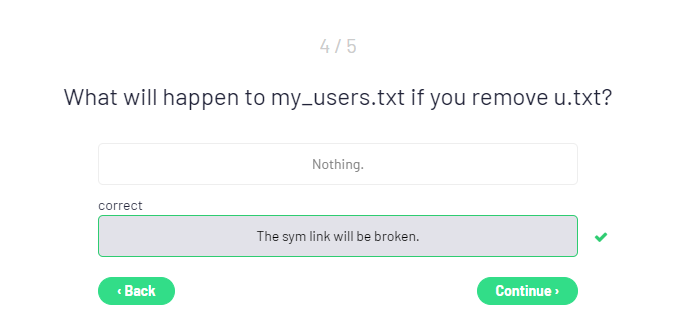 4 / 5
What will happen to my_users.txt if you remove u.txt?
Nothing.
correct
The sym link will be broken.
‹ Back
Continue ›